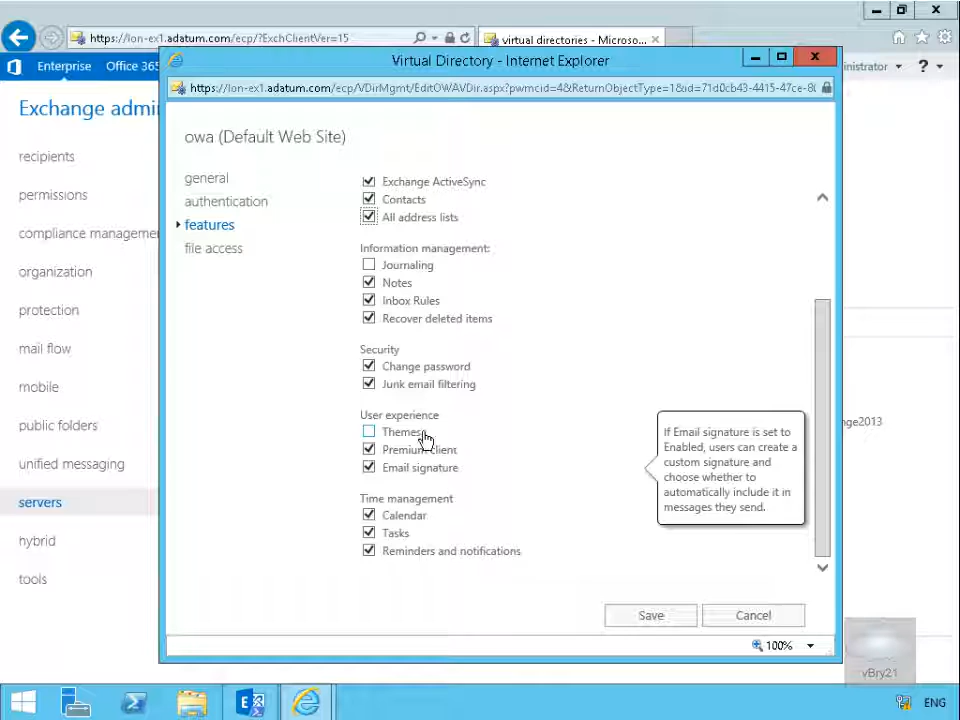 https://lon-ex1.adatum.com/ecp/?ExchClientVer=15
virtual directories - Microso...
Enterprise Office 365
ministrator ?
Virtual Directory - Internet Explorer
https://lon-ex1.adatum.com/ecp/VDirMgmt/EditOWAVDir.aspx?pwmcid=4&ReturnObjectType=1&id=71d0cb43-4415-47ce-8
Exchange admi
recipients
permissions
compliance manageme
organization
protection
mail flow
mobile
public folders
unified messaging
servers
hybrid
tools
owa (Default Web Site)
general
authentication
features
file access
Exchange ActiveSync
Contacts
All address lists
Information management:
Journaling
Notes
Inbox Rules
Recover deleted items
Security
Change password
Junk email filtering
User experience
Themes
Premium client
Email signature
Time management
Calendar
Tasks
Reminders and notifications
If Email signature is set to
Enabled, users can create a
custom signature and
choose whether to
automatically include it in
messages they send.
nge2013
Save Cancel
100%
vBry21
ENG